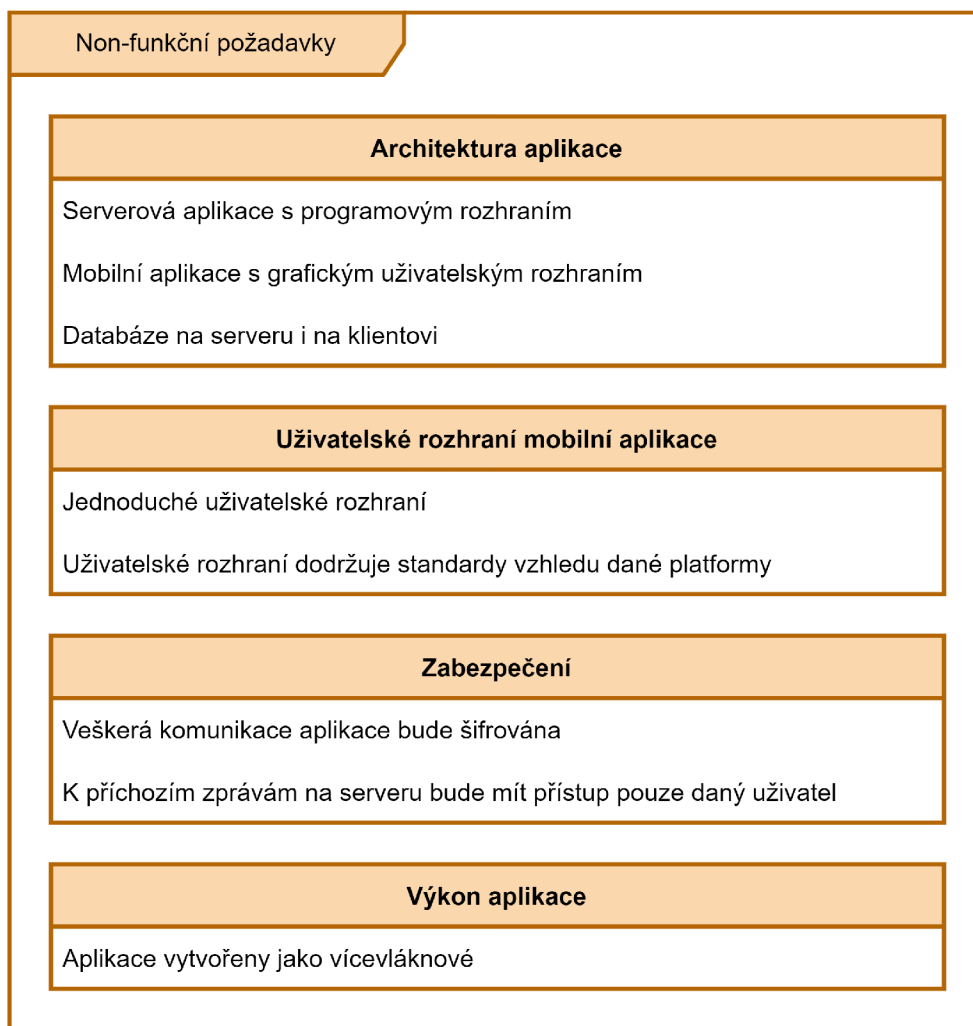 Non-funkční požadavky
Architektura aplikace
Serverová aplikace s programovým rozhraním
Mobilní aplikace s grafickým uživatelským rozhraním
Databáze na serveru i na klientovi
Uživatelské rozhraní mobilní aplikace
Jednoduché uživatelské rozhraní
Uživatelské rozhraní dodržuje standardy vzhledu dané platformy
Zabezpečení
Veškerá komunikace aplikace bude šifrována
K příchozím zprávám na serveru bude mít přístup pouze daný uživatel
Výkon aplikace
Aplikace vytvořeny jako vícevláknové